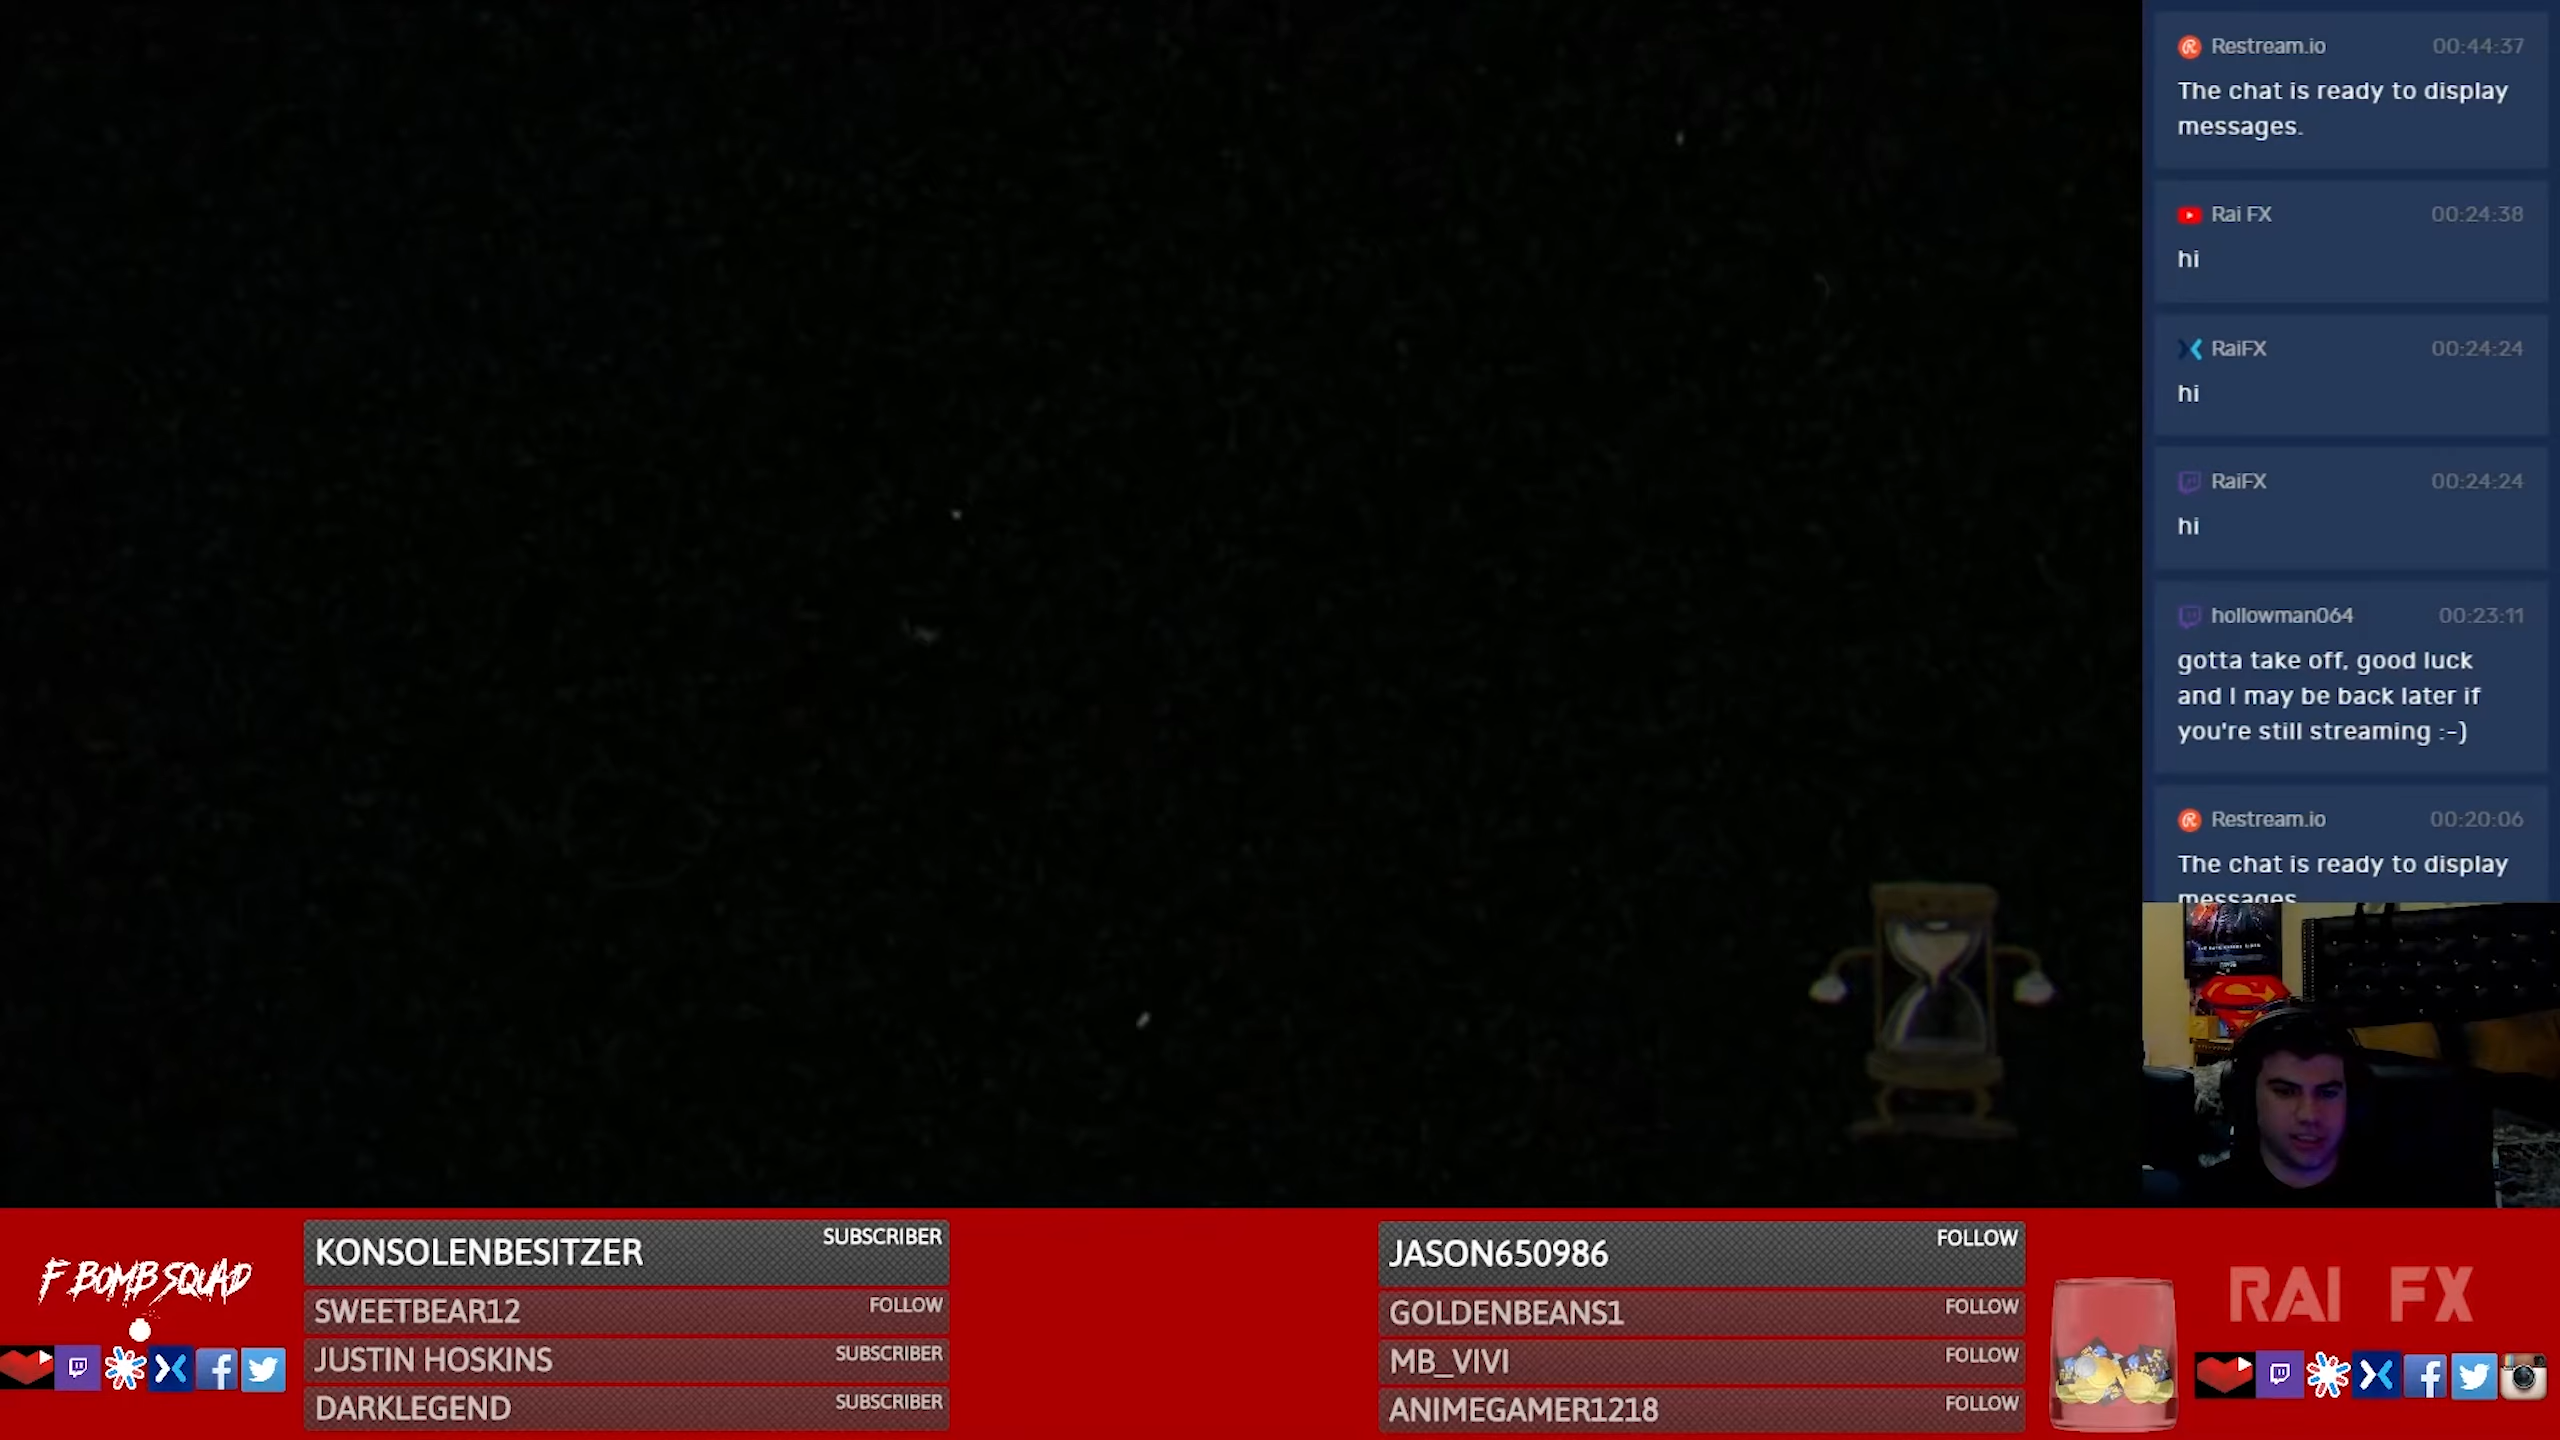 Restream.io 00:44:37
The chat is ready to display
messages.
Rai FX 00:24:38
hi
RaiFX 00:24:24
hi
RaiFX 00:24:24
hi
hollowman064 00:23:11
gotta take off, good luck
and I may be back later if
you're still streaming :-)
Restream.io 00:20:06
The chat is ready to display
messages
F BOMB SQUAD
KONSOLENBESITZER SUBSCRIBER
SWEETBEAR12 FOLLOW
JUSTIN HOSKINS SUBSCRIBER
DARKLEGEND SUBSCRIBER
JASON650986 FOLLOW
GOLDENBEANS1 FOLLOW
MB_VIVI FOLLOW
ANIMEGAMER1218 FOLLOW
RAI FX